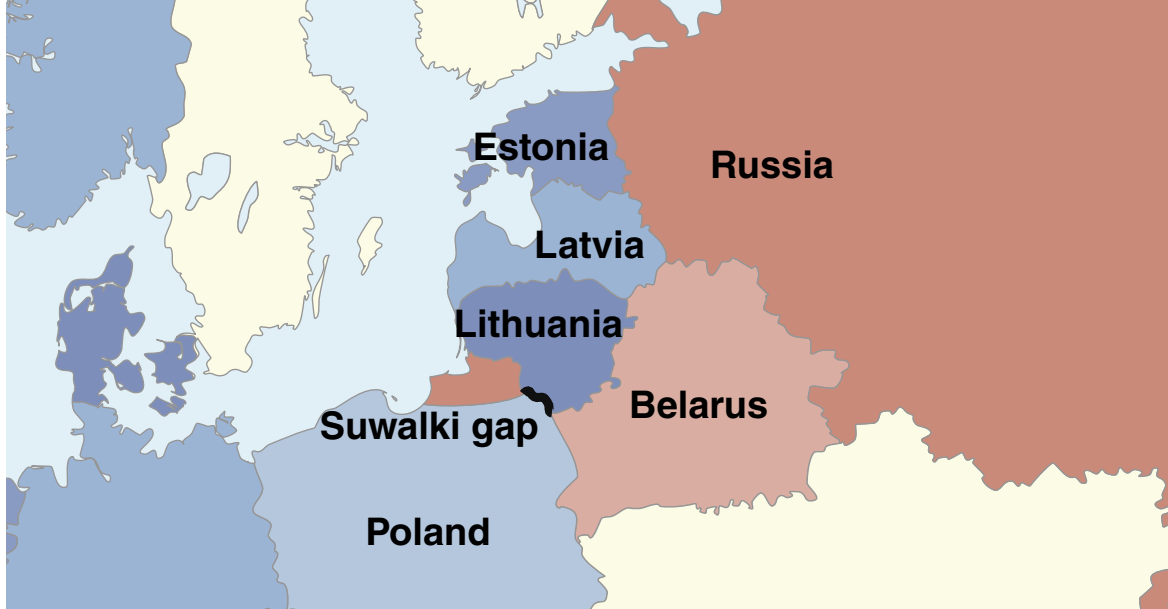 Estonia
Russia
Latvia
Lithuania
Belarus
Suwalki gap
Poland